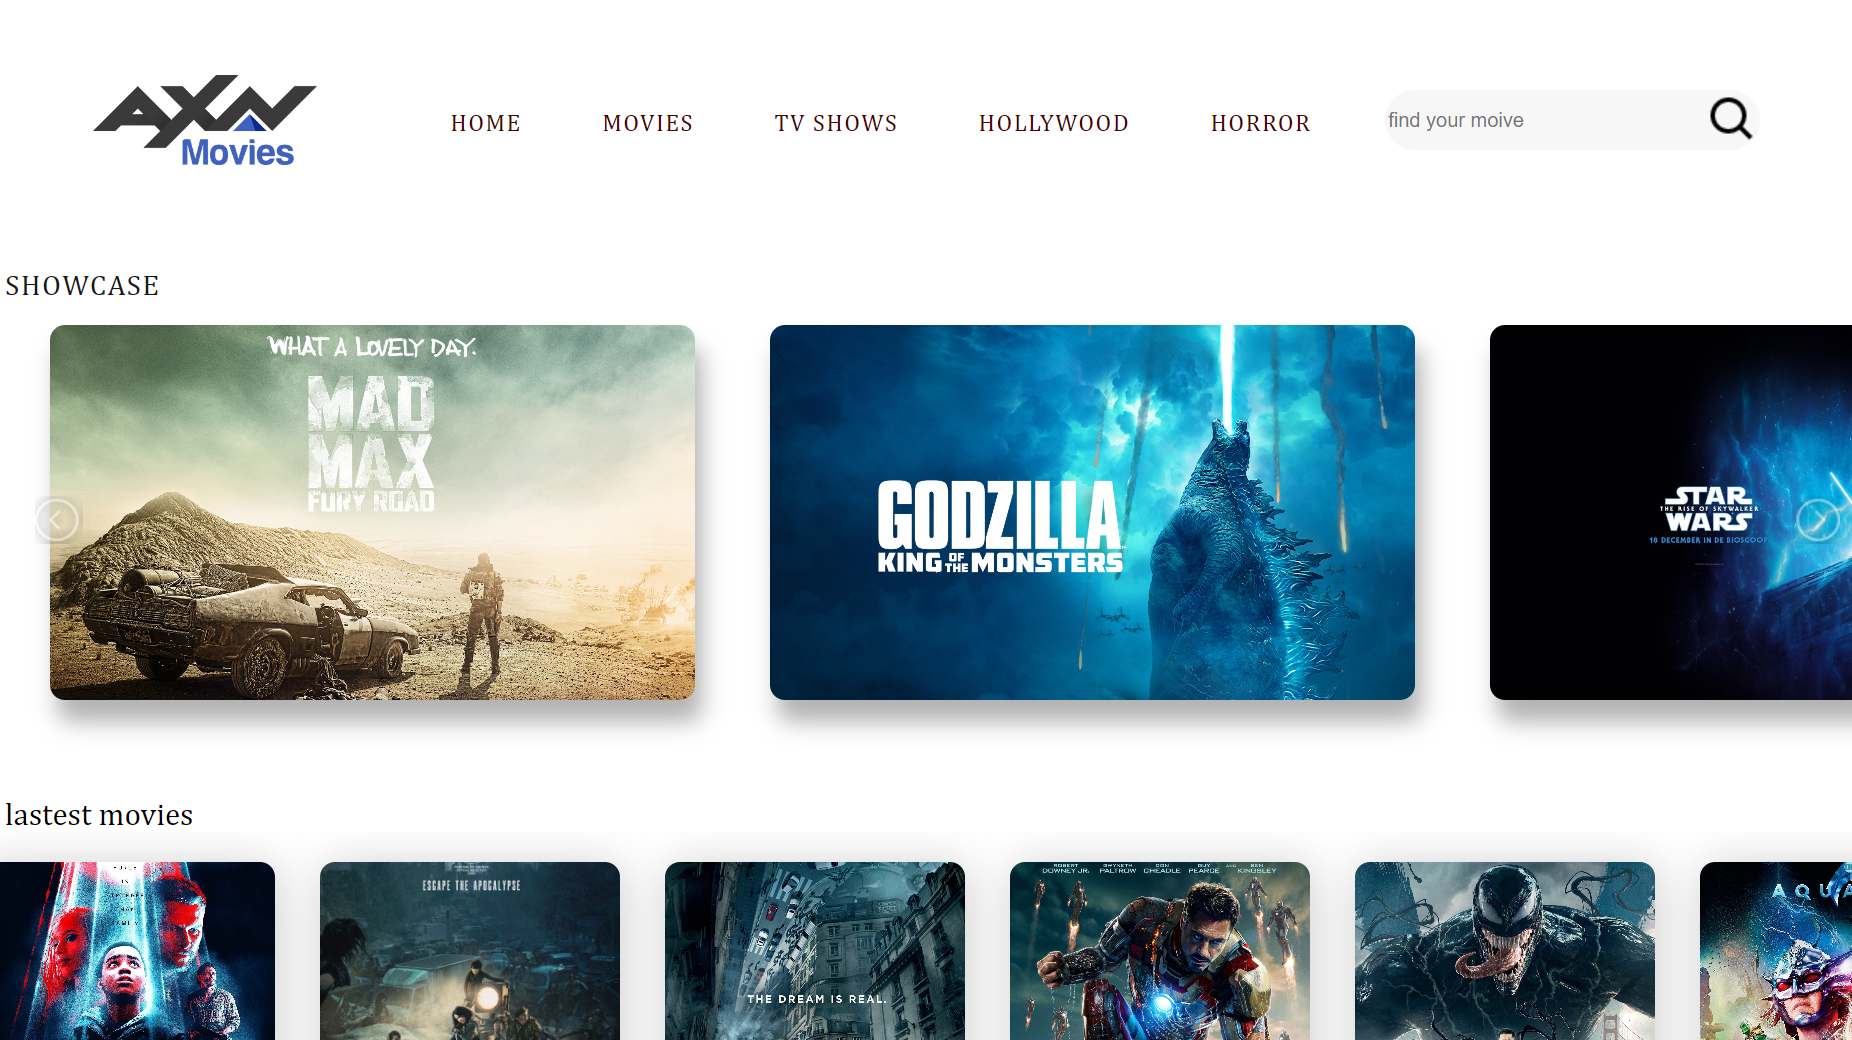 AXN
Movies
HOME
MOVIES
TV SHOWS
HOLLYWOOD
HORROR
find your moive
SHOWCASE
WHAT A LOVELY DAY.
MAD
MAX
FURY ROAD
GODZILLA
KING OF THE MONSTERS
STAR
THE RISE OF SKYWALKER
WARS
18 DECEMBER IN DE BIOSCOOP
lastest movies
ESCAPE THE APOCALYPSE
THE DREAM IS REAL.
ROBERT DOWNEY JR. GWYNETH PALTROW DON CHEADLE GUY PEARCE AND BEN KINGSLEY
AQUA